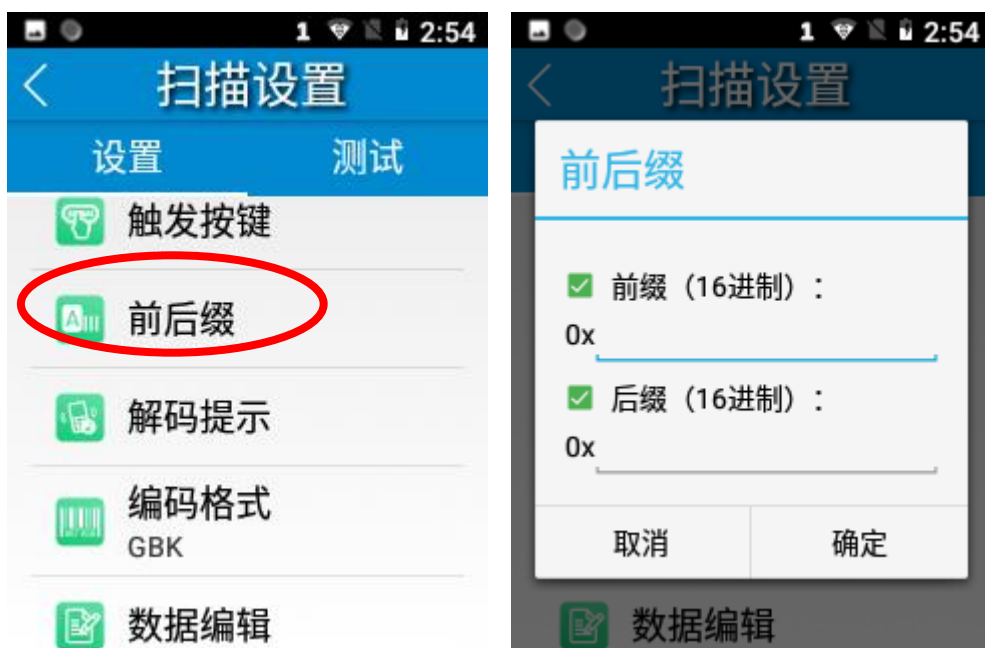 1 2:54
扫描设置
设置 测试
触发按键
前后缀
解码提示
编码格式
GBK
数据编辑
1 2:54
扫描设置
前后缀
前缀（16进制）：
0x
后缀（16进制）：
0x
取消 确定
数据编辑